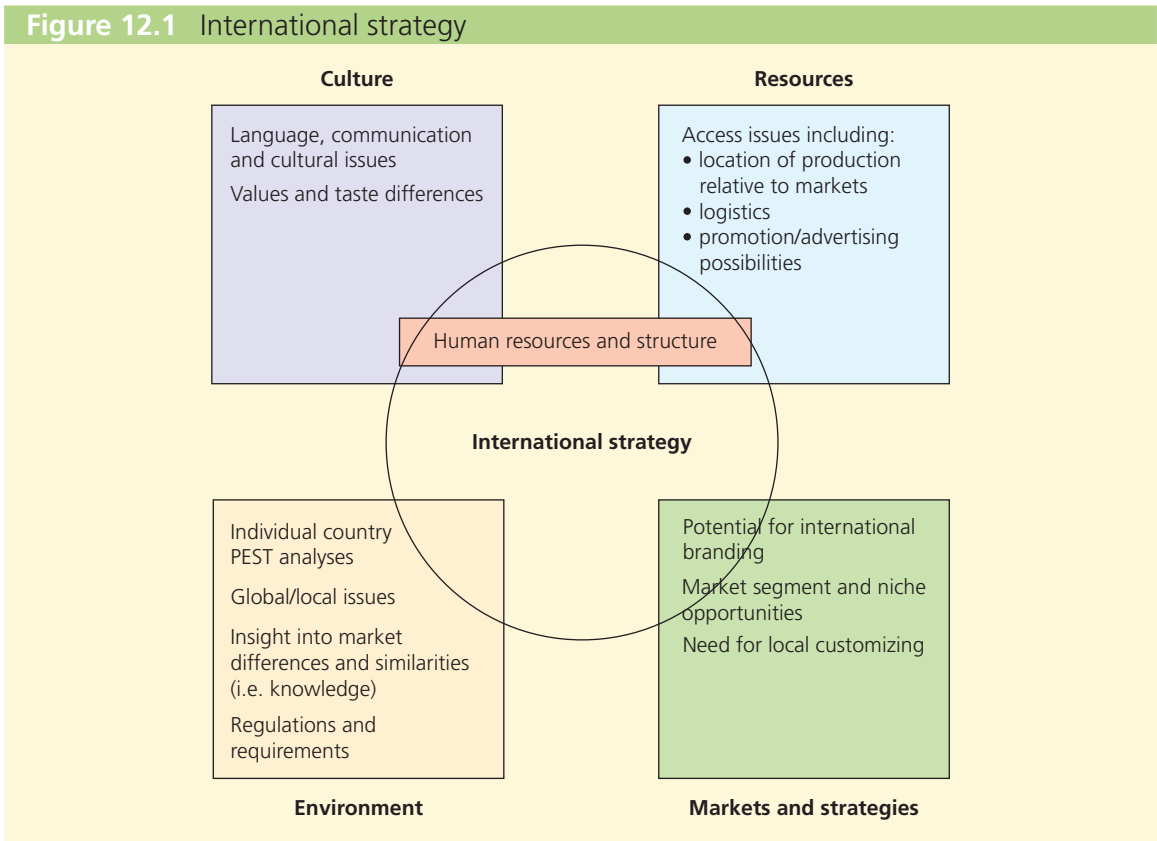 Figure 12.1 International strategy
Culture
Language, communication
and cultural issues
Values and taste differences
Resources
Access issues including:
• location of production
relative to markets
• logistics
• promotion/advertising
possibilities
Human resources and structure
International strategy
Individual country
PEST analyses
Global/local issues
Insight into market
differences and similarities
(i.e. knowledge)
Regulations and
requirements
Environment
Potential for international
branding
Market segment and niche
opportunities
Need for local customizing
Markets and strategies